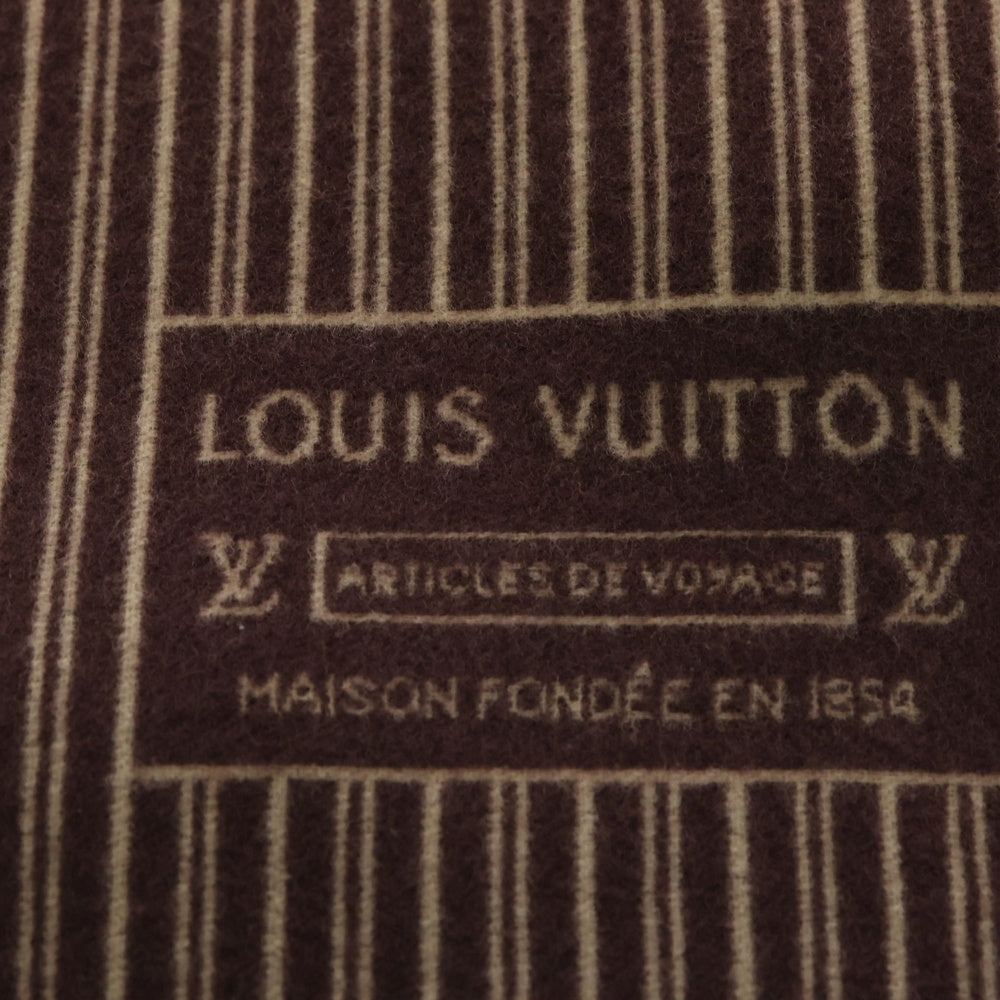 LOUIS VUITTON
LV ARTICLES DE VOYAGE LV
MAISON FONDÉE EN 1854